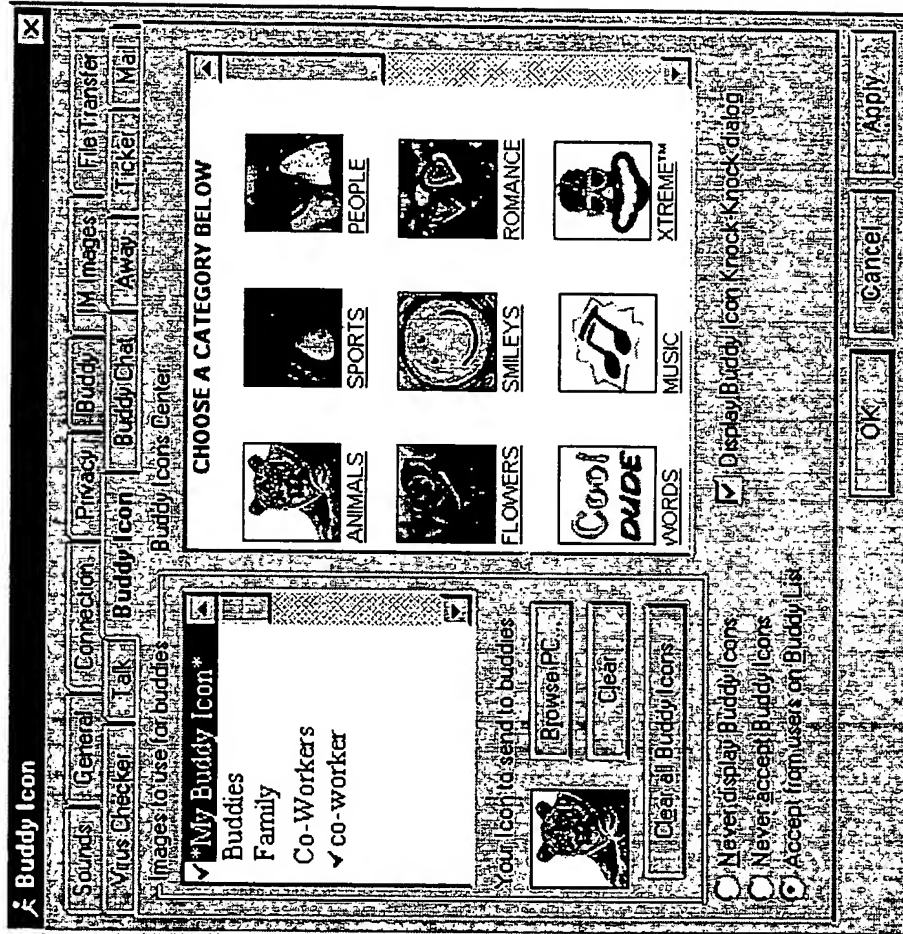 Buddy Icon
Sounds General Connection Privacy Buddy IM Images File Transfer
Virus Checker Talk Buddy Icon Buddy Chat Away Ticker Mail
Images to use for buddies
*My Buddy Icon*
Buddies
Family
Co-Workers
co-worker
Your icon to send to buddies
Browse PC...
Clear
Clear all Buddy Icons
Buddy Icons Center
CHOOSE A CATEGORY BELOW
ANIMALS SPORTS PEOPLE
FLOWERS SMILEYS ROMANCE
Cool
DUDE
WORDS MUSIC XTREME™
Never display Buddy Icons
Never accept Buddy Icons
Accept from users on Buddy List
Display Buddy Icon Knock-Knock dialog
OK Cancel Apply